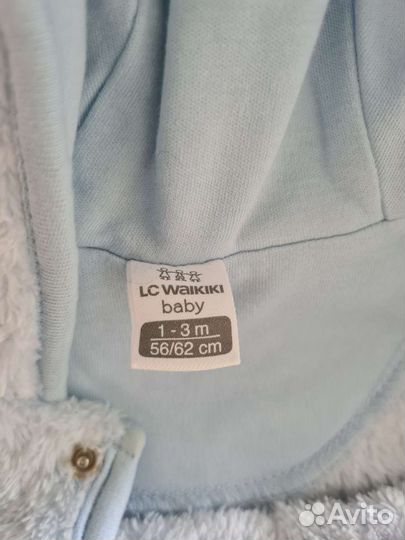 LC WAIKIKI
baby
1 - 3 m
56/62 cm
Avito